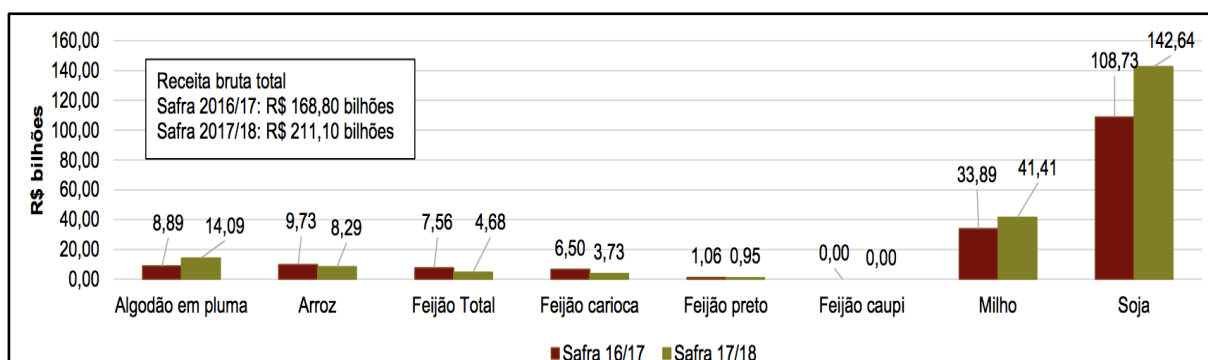 160,00
140,00
120,00
100,00
80,00
60,00
40,00
20,00
0,00
R$ bilhões
Receita bruta total
Safra 2016/17: R$ 168,80 bilhões
Safra 2017/18: R$ 211,10 bilhões
8,89 14,09 9,73 8,29 7,56 4,68 6,50 3,73 1,06 0,95 0,00 0,00 33,89 41,41 108,73 142,64
Algodão em pluma Arroz Feijão Total Feijão carioca Feijão preto Feijão caupi Milho Soja
Safra 16/17 Safra 17/18